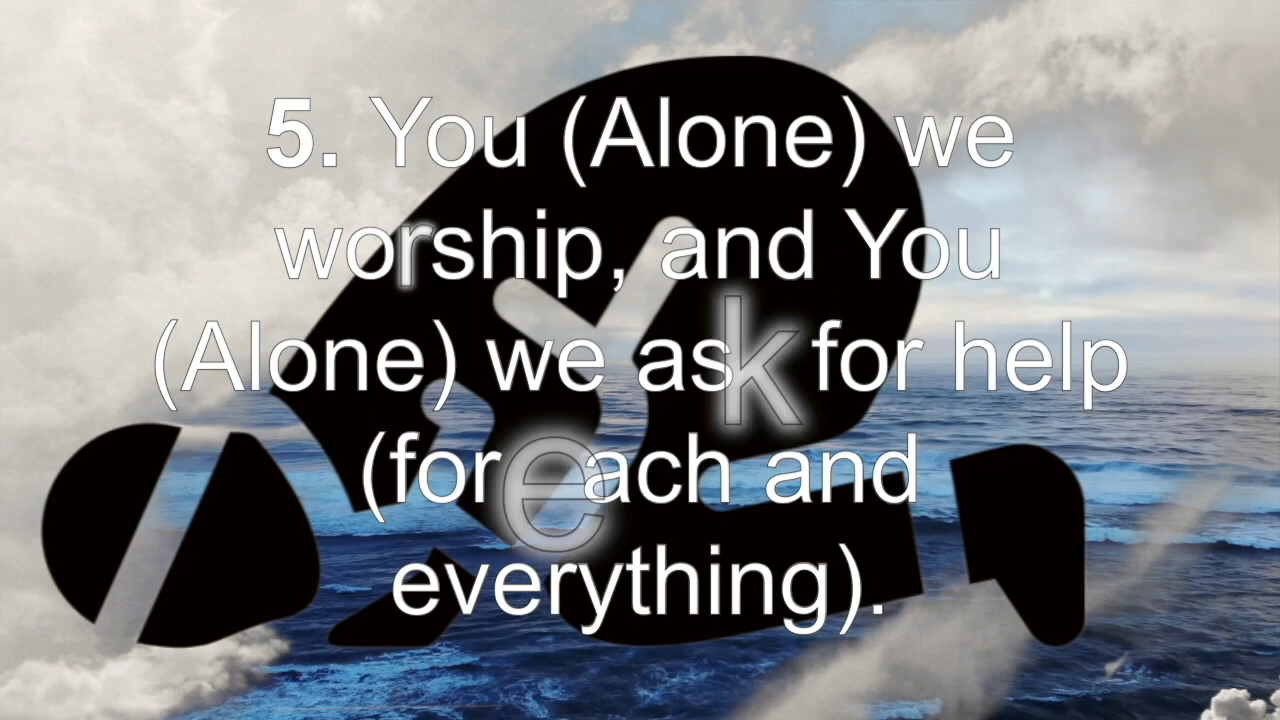 5. You (Alone) we
worship, and You
(Alone) we ask for help
(for each and
everything).